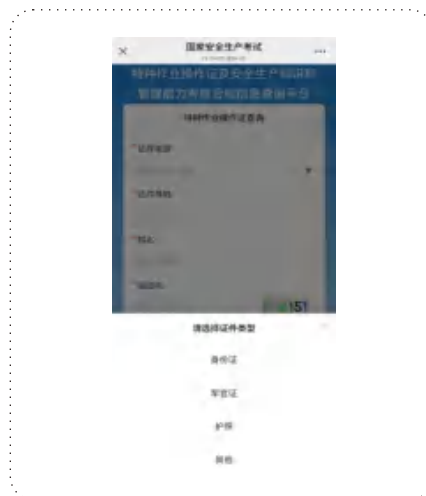 国家安全生产考试
特种作业操作证及安全生产知识和
管理能力考核合格信息查询平台
特种作业操作证查询
*证件类型
*证件号码
*姓名
*验证码
请选择证件类型
身份证
军官证
护照
其他